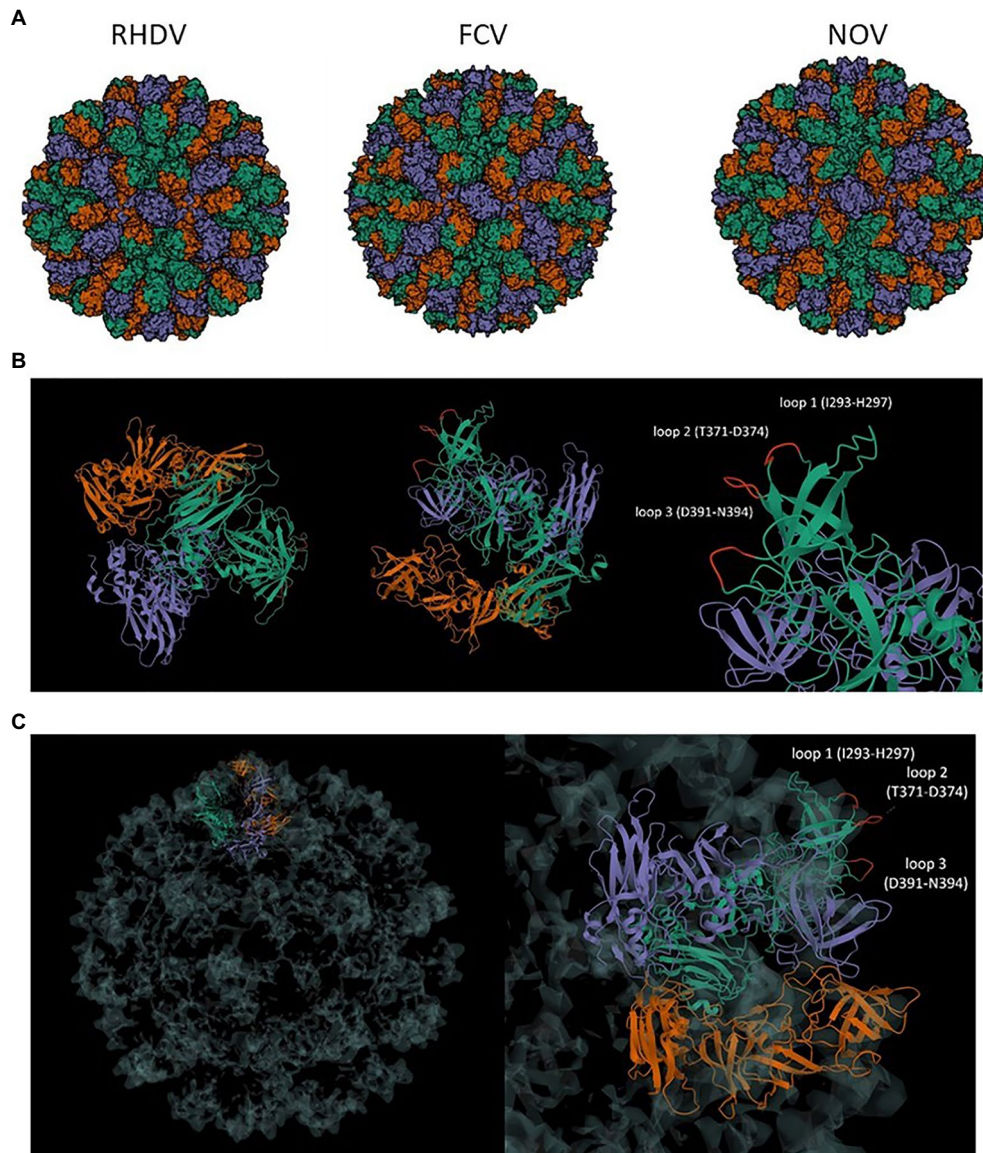 A
RHDV
FCV
NOV
B
loop 1 (I293-H297)
loop 2 (T371-D374)
loop 3 (D391-N394)
C
loop 1 (I293-H297)
loop 2
(T371-D374)
loop 3
(D391-N394)